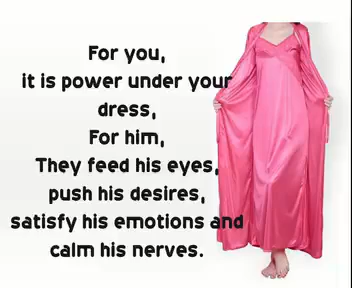 For you,
it is power under your
dress,
For him,
They feed his eyes,
push his desires,
satisfy his emotions and
calm his nerves.